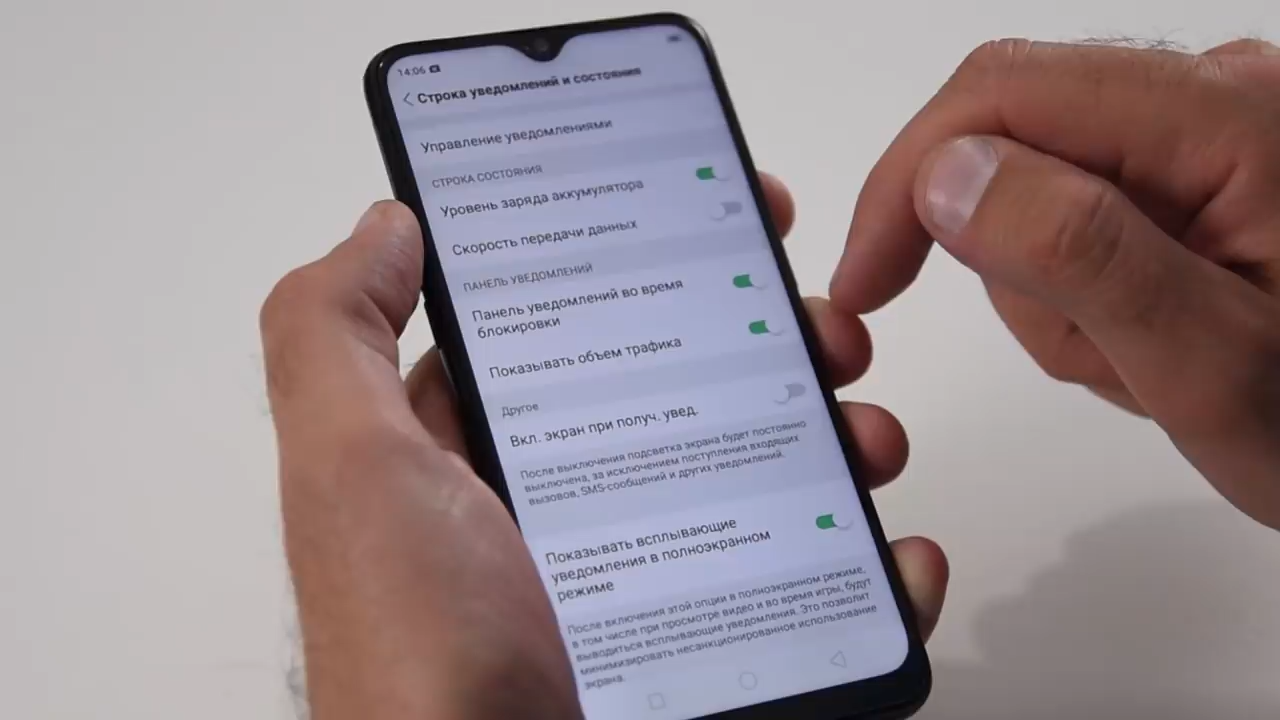 14:06
Строка уведомлений и состояния
Управление уведомлениями
СТРОКА СОСТОЯНИЯ
Уровень заряда аккумулятора
Скорость передачи данных
ПАНЕЛЬ УВЕДОМЛЕНИЙ
Панель уведомлений во время
блокировки
Показывать объем трафика
Другое
Вкл. экран при получ. увед.
После выключения подсветка экрана будет постоянно
выключена, за исключением поступления входящих
вызовов, SMS-сообщений и других уведомлений.
Показывать всплывающие
уведомления в полноэкранном
режиме
После включения этой опции в полноэкранном режиме,
в том числе при просмотре видео и во время игры, будут
выводиться всплывающие уведомления. Это позволит
минимизировать несанкционированное использование
экрана.